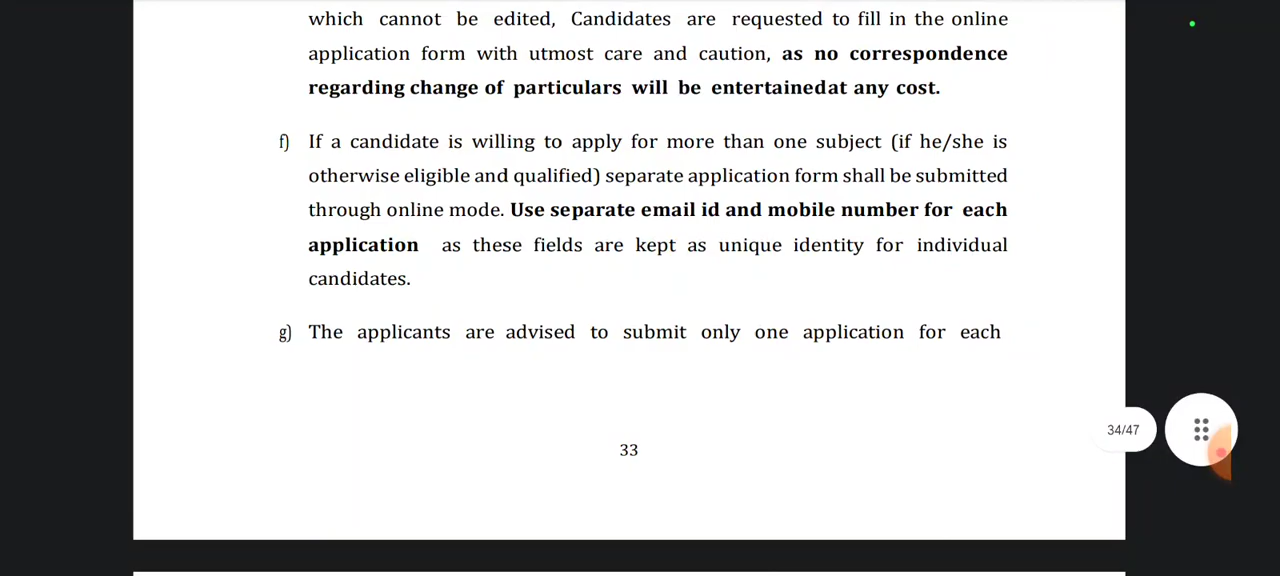 which cannot be edited, Candidates are requested to fill in the online
application form with utmost care and caution, as no correspondence
regarding change of particulars will be entertainedat any cost.
f) If a candidate is willing to apply for more than one subject (if he/she is
otherwise eligible and qualified) separate application form shall be submitted
through online mode. Use separate email id and mobile number for each
application as these fields are kept as unique identity for individual
candidates.
g) The applicants are advised to submit only one application for each
34/47
33